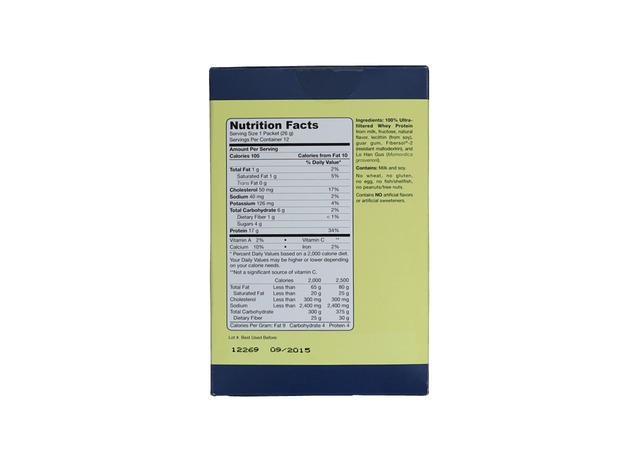 Nutrition Facts
Serving Size 1 Packet (26 g)
Servings Per Container 12
Amount Per Serving
Calories 105 Calories from Fat 10
% Daily Value*
Total Fat 1 g 2%
Saturated Fat 1 g 5%
Trans Fat 0 g
Cholesterol 50 mg 17%
Sodium 40 mg 2%
Potassium 126 mg 4%
Total Carbohydrate 6 g 2%
Dietary Fiber 1 g < 1%
Sugars 4 g
Protein 17 g 34%
Vitamin A 2% • Vitamin C **
Calcium 10% • Iron 2%
* Percent Daily Values based on a 2,000 calorie diet.
Your Daily Values may be higher or lower depending
on your calorie needs.
**Not a significant source of vitamin C.
Calories 2,000 2,500
Total Fat Less than 65 g 80 g
Saturated Fat Less than 20 g 25 g
Cholesterol Less than 300 mg 300 mg
Sodium Less than 2,400 mg 2,400 mg
Total Carbohydrate 300 g 375 g
Dietary Fiber 25 g 30 g
Calories Per Gram: Fat 9 Carbohydrate 4 Protein 4
Ingredients: 100% Ultra-
filtered Whey Protein
from milk, fructose, natural
flavor, lecithin (from soy),
guar gum, Fibersol®-2
(resistant maltodextrin), and
Lo Han Guo (Momordica
grosvenori).
Contains: Milk and soy.
No wheat, no gluten,
no egg, no fish/shellfish,
no peanuts/tree nuts.
Contains NO artificial flavors
or artificial sweeteners.
Lot #. Best Used Before:
12269 09/2015